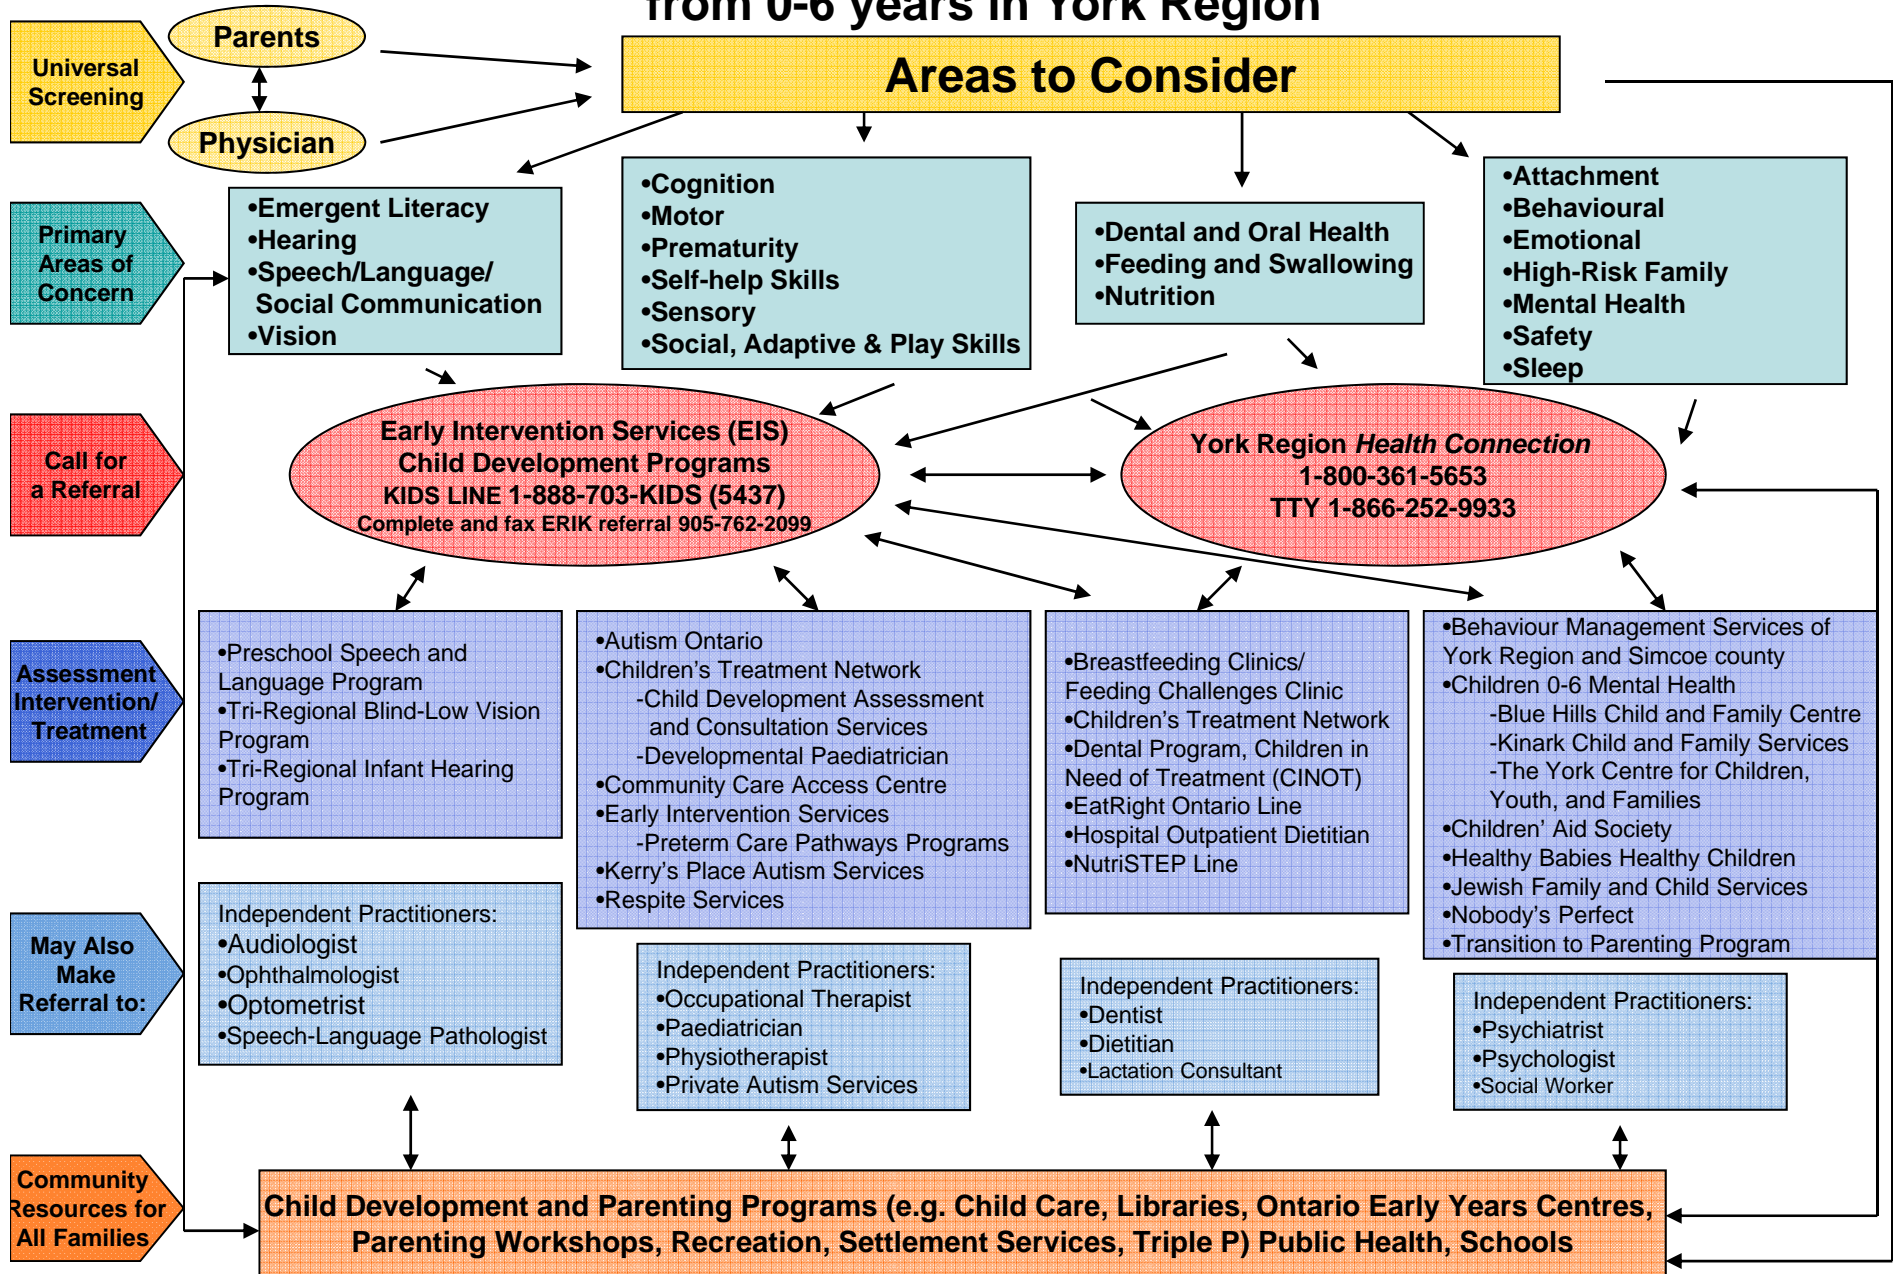 from 0-6 years in York Region
Universal
Screening
Parents
Physician
Areas to Consider
Primary
Areas of
Concern
•Emergent Literacy
•Hearing
•Speech/Language/
Social Communication
•Vision
•Cognition
•Motor
•Prematurity
•Self-help Skills
•Sensory
•Social, Adaptive & Play Skills
•Dental and Oral Health
•Feeding and Swallowing
•Nutrition
•Attachment
•Behavioural
•Emotional
•High-Risk Family
•Mental Health
•Safety
•Sleep
Call for
a Referral
Early Intervention Services (EIS)
Child Development Programs
KIDS LINE 1-888-703-KIDS (5437)
Complete and fax ERIK referral 905-762-2099
York Region Health Connection
1-800-361-5653
TTY 1-866-252-9933
Assessment
Intervention/
Treatment
•Preschool Speech and
Language Program
•Tri-Regional Blind-Low Vision
Program
•Tri-Regional Infant Hearing
Program
•Autism Ontario
•Children's Treatment Network
-Child Development Assessment
and Consultation Services
-Developmental Paediatrician
•Community Care Access Centre
•Early Intervention Services
-Preterm Care Pathways Programs
•Kerry's Place Autism Services
•Respite Services
•Breastfeeding Clinics/
Feeding Challenges Clinic
•Children's Treatment Network
•Dental Program, Children in
Need of Treatment (CINOT)
•EatRight Ontario Line
•Hospital Outpatient Dietitian
•NutriSTEP Line
•Behaviour Management Services of
York Region and Simcoe county
•Children 0-6 Mental Health
-Blue Hills Child and Family Centre
-Kinark Child and Family Services
-The York Centre for Children,
Youth, and Families
•Children' Aid Society
•Healthy Babies Healthy Children
•Jewish Family and Child Services
•Nobody's Perfect
•Transition to Parenting Program
May Also
Make
Referral to:
Independent Practitioners:
•Audiologist
•Ophthalmologist
•Optometrist
•Speech-Language Pathologist
Independent Practitioners:
•Occupational Therapist
•Paediatrician
•Physiotherapist
•Private Autism Services
Independent Practitioners:
•Dentist
•Dietitian
•Lactation Consultant
Independent Practitioners:
•Psychiatrist
•Psychologist
•Social Worker
Community
Resources for
All Families
Child Development and Parenting Programs (e.g. Child Care, Libraries, Ontario Early Years Centres,
Parenting Workshops, Recreation, Settlement Services, Triple P) Public Health, Schools